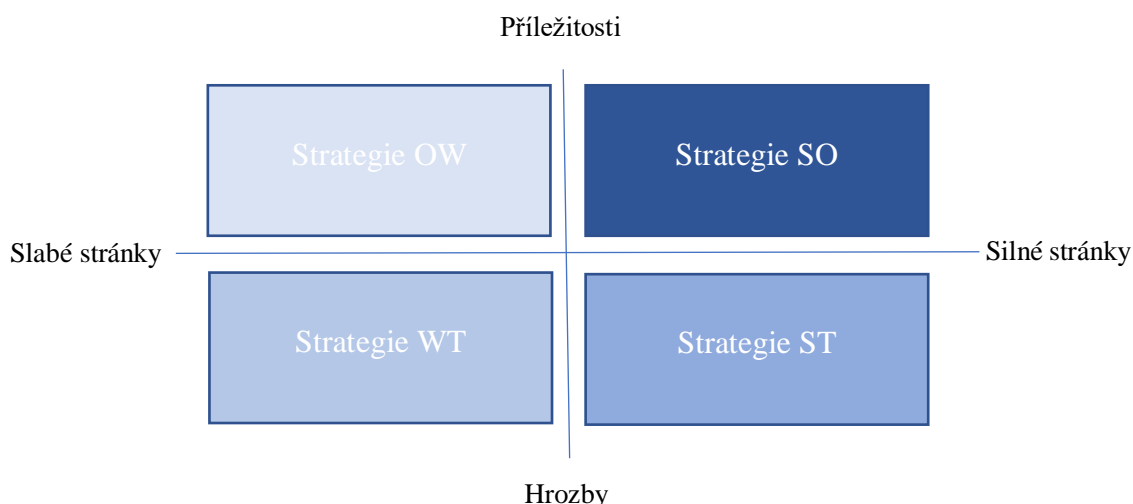 Příležitosti
Strategie OW
Strategie SO
Slabé stránky
Silné stránky
Strategie WT
Strategie ST
Hrozby